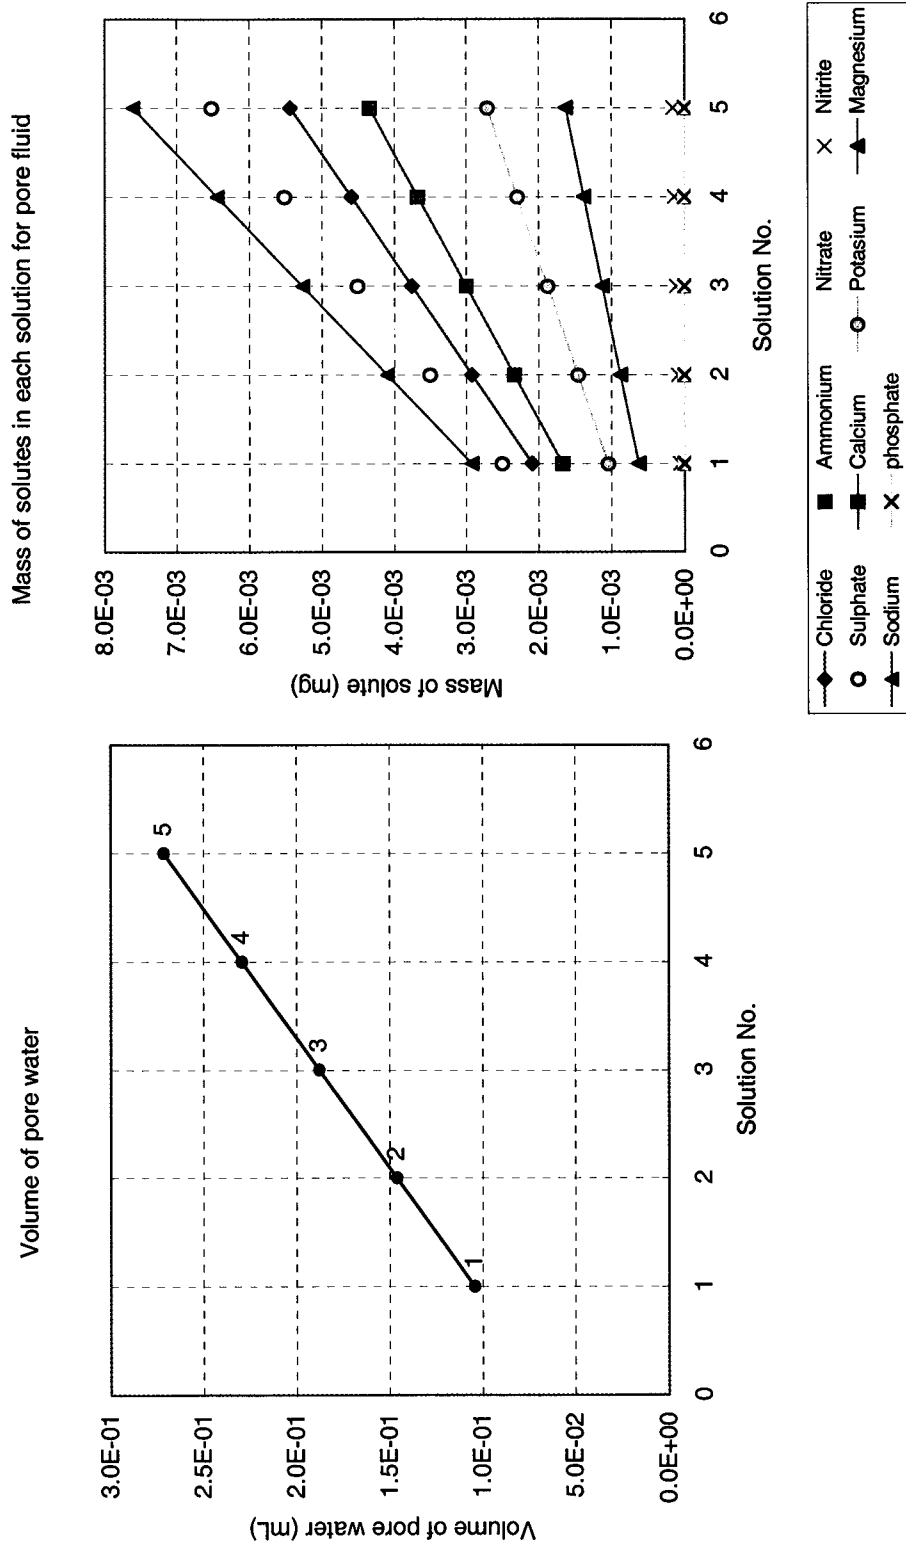 Volume of pore water
Volume of pore water (mL)
3.0E-01
2.5E-01
2.0E-01
1.5E-01
1.0E-01
5.0E-02
0.0E+00
1
2
3
4
5
0
1
2
3
4
5
6
Solution No.
Mass of solutes in each solution for pore fluid
Mass of solute (mg)
8.0E-03
7.0E-03
6.0E-03
5.0E-03
4.0E-03
3.0E-03
2.0E-03
1.0E-03
0.0E+00
0
1
2
3
4
5
6
Solution No.
Chloride
Ammonium
Nitrate
Nitrite
Sulphate
Calcium
Potasium
Magnesium
Sodium
phosphate